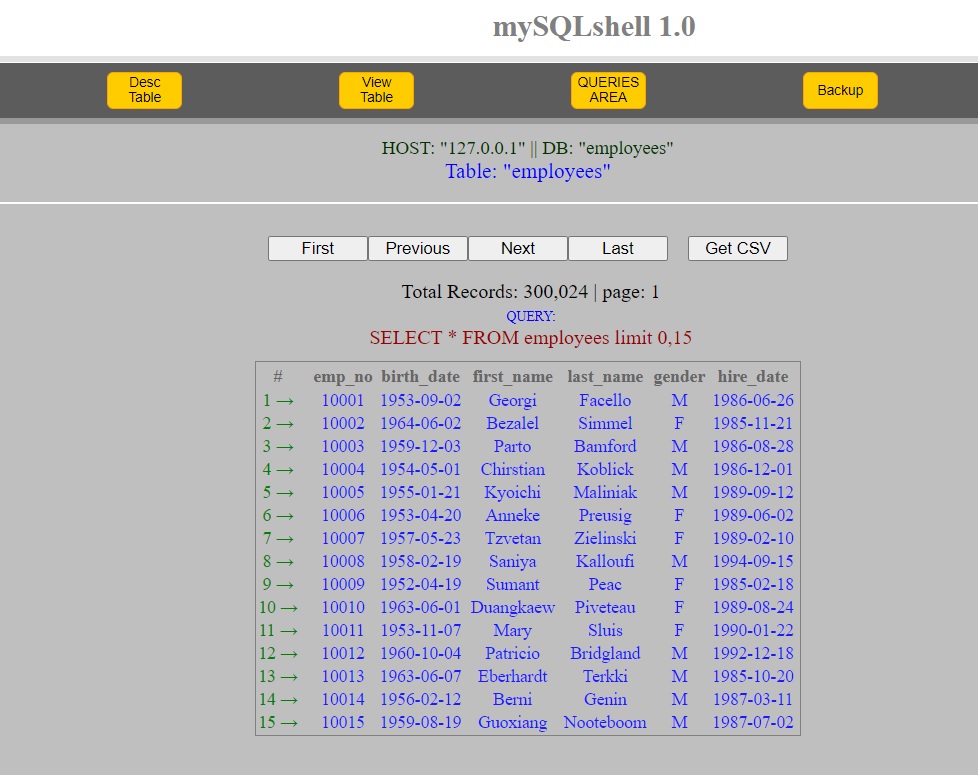 mySQLshell 1.0
Desc Table
View Table
QUERIES AREA
Backup
HOST: "127.0.0.1" || DB: "employees"
Table: "employees"
First Previous Next Last Get CSV
Total Records: 300,024 | page: 1
QUERY:
SELECT * FROM employees limit 0,15
# emp_no birth_date first_name last_name gender hire_date
1 → 10001 1953-09-02 Georgi Facello M 1986-06-26
2 → 10002 1964-06-02 Bezalel Simmel F 1985-11-21
3 → 10003 1959-12-03 Parto Bamford M 1986-08-28
4 → 10004 1954-05-01 Chirstian Koblick M 1986-12-01
5 → 10005 1955-01-21 Kyoichi Maliniak M 1989-09-12
6 → 10006 1953-04-20 Anneke Preusig F 1989-06-02
7 → 10007 1957-05-23 Tzvetan Zielinski F 1989-02-10
8 → 10008 1958-02-19 Saniya Kalloufi M 1994-09-15
9 → 10009 1952-04-19 Sumant Peac F 1985-02-18
10 → 10010 1963-06-01 Duangkaew Piveteau F 1989-08-24
11 → 10011 1953-11-07 Mary Sluis F 1990-01-22
12 → 10012 1960-10-04 Patricio Bridgland M 1992-12-18
13 → 10013 1963-06-07 Eberhardt Terkki M 1985-10-20
14 → 10014 1956-02-12 Berni Genin M 1987-03-11
15 → 10015 1959-08-19 Guoxiang Nooteboom M 1987-07-02